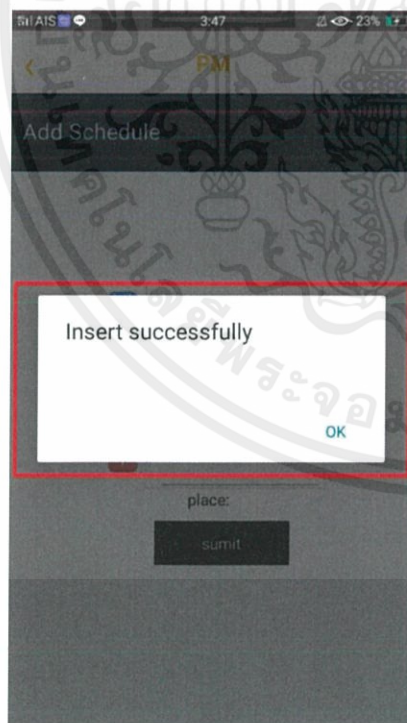 AIS 3:47 23%
PM
Add Schedule
Insert successfully
OK
place:
sumit